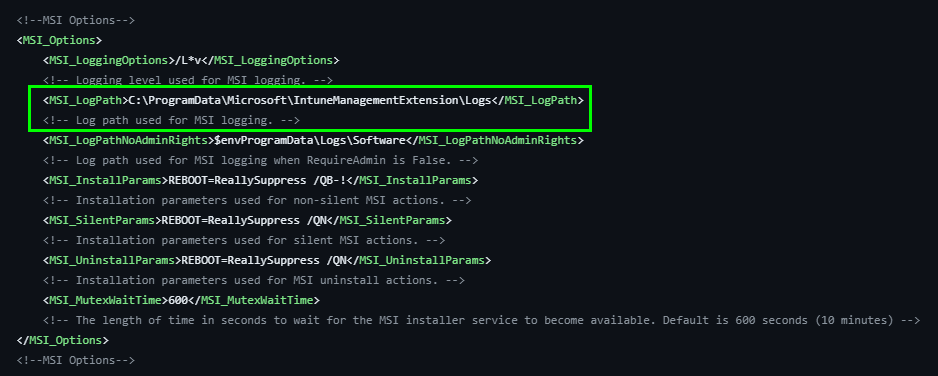 <!--MSI Options-->
<MSI_Options>
<MSI_LoggingOptions>/L*v</MSI_LoggingOptions>
<!-- Logging level used for MSI logging. -->
<MSI_LogPath>C:\ProgramData\Microsoft\IntuneManagementExtension\Logs</MSI_LogPath>
<!-- Log path used for MSI logging. -->
<MSI_LogPathNoAdminRights>$envProgramData\Logs\Software</MSI_LogPathNoAdminRights>
<!-- Log path used for MSI logging when RequireAdmin is False. -->
<MSI_InstallParams>REBOOT=ReallySuppress /QB-!</MSI_InstallParams>
<!-- Installation parameters used for non-silent MSI actions. -->
<MSI_SilentParams>REBOOT=ReallySuppress /QN</MSI_SilentParams>
<!-- Installation parameters used for silent MSI actions. -->
<MSI_UninstallParams>REBOOT=ReallySuppress /QN</MSI_UninstallParams>
<!-- Installation parameters used for MSI uninstall actions. -->
<MSI_MutexWaitTime>600</MSI_MutexWaitTime>
<!-- The length of time in seconds to wait for the MSI installer service to become available. Default is 600 seconds (10 minutes) -->
</MSI_Options>
<!--MSI Options-->